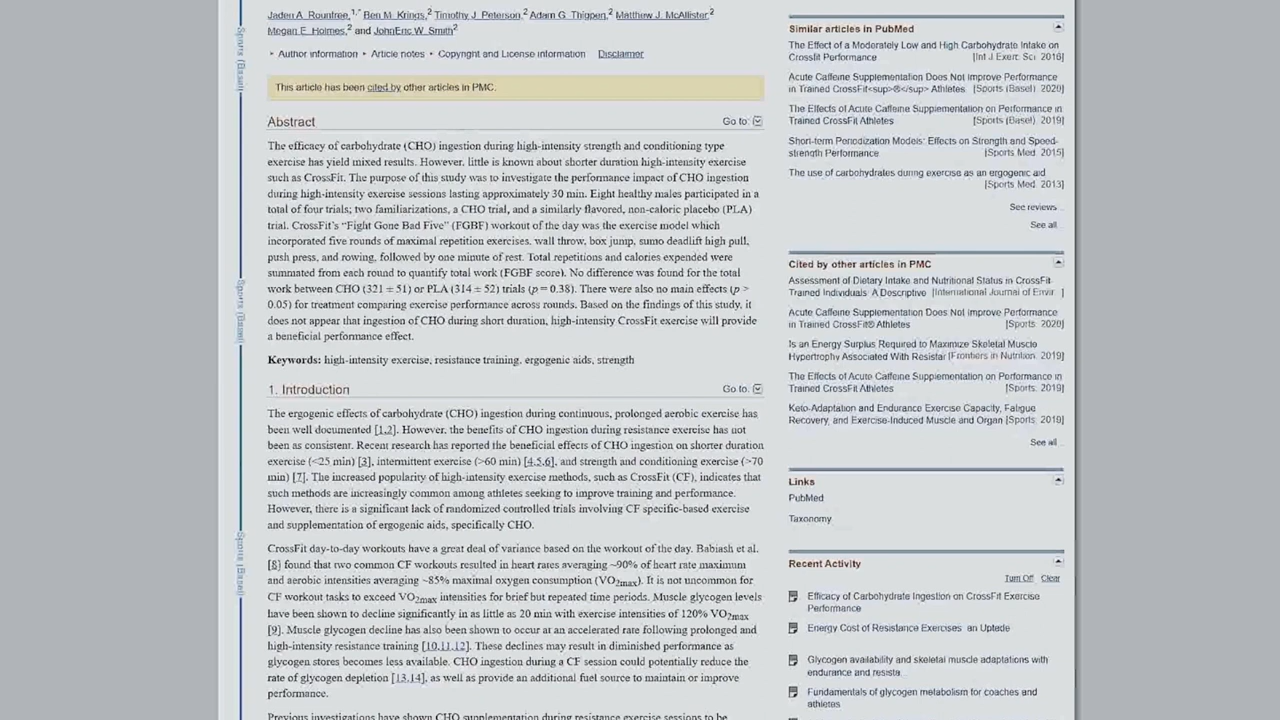 Jaden A. Rountree,1,* Ben M. Krings,2 Timothy J. Peterson,2 Adam G. Thigpen,2 Matthew J. McAllister,2
Megan E. Holmes,2 and JohnEric W. Smith2
Author information • Article notes • Copyright and License information Disclaimer
This article has been cited by other articles in PMC.
Abstract Go to:
The efficacy of carbohydrate (CHO) ingestion during high-intensity strength and conditioning type
exercise has yield mixed results. However, little is known about shorter duration high-intensity exercise
such as CrossFit. The purpose of this study was to investigate the performance impact of CHO ingestion
during high-intensity exercise sessions lasting approximately 30 min. Eight healthy males participated in a
total of four trials; two familiarizations, a CHO trial, and a similarly flavored, non-caloric placebo (PLA)
trial. CrossFit's “Fight Gone Bad Five” (FGBF) workout of the day was the exercise model which
incorporated five rounds of maximal repetition exercises, wall throw, box jump, sumo deadlift high pull,
push press, and rowing, followed by one minute of rest. Total repetitions and calories expended were
summated from each round to quantify total work (FGBF score). No difference was found for the total
work between CHO (321 ± 51) or PLA (314 ± 52) trials (p = 0.38). There were also no main effects (p >
0.05) for treatment comparing exercise performance across rounds. Based on the findings of this study, it
does not appear that ingestion of CHO during short duration, high-intensity CrossFit exercise will provide
a beneficial performance effect.
Keywords: high-intensity exercise, resistance training, ergogenic aids, strength
1. Introduction Go to:
The ergogenic effects of carbohydrate (CHO) ingestion during continuous, prolonged aerobic exercise has
been well documented [1,2]. However, the benefits of CHO ingestion during resistance exercise has not
been as consistent. Recent research has reported the beneficial effects of CHO ingestion on shorter duration
exercise (<25 min) [3], intermittent exercise (>60 min) [4,5,6], and strength and conditioning exercise (>70
min) [7]. The increased popularity of high-intensity exercise methods, such as CrossFit (CF), indicates that
such methods are increasingly common among athletes seeking to improve training and performance.
However, there is a significant lack of randomized controlled trials involving CF specific-based exercise
and supplementation of ergogenic aids, specifically CHO.
CrossFit day-to-day workouts have a great deal of variance based on the workout of the day. Babiash et al.
[8] found that two common CF workouts resulted in heart rates averaging ~90% of heart rate maximum
and aerobic intensities averaging ~85% maximal oxygen consumption (VO2max). It is not uncommon for
CF workout tasks to exceed VO2max intensities for brief but repeated time periods. Muscle glycogen levels
have been shown to decline significantly in as little as 20 min with exercise intensities of 120% VO2max
[9]. Muscle glycogen decline has also been shown to occur at an accelerated rate following prolonged and
high-intensity resistance training [10,11,12]. These declines may result in diminished performance as
glycogen stores becomes less available. CHO ingestion during a CF session could potentially reduce the
rate of glycogen depletion [13,14], as well as provide an additional fuel source to maintain or improve
performance.
Previous investigations have shown CHO supplementation during resistance exercise sessions to be
Sports (Basel)
Sports (Basel)
Sports (Basel)
Similar articles in PubMed
The Effect of a Moderately Low and High Carbohydrate Intake on
Crossfit Performance [Int J Exerc Sci. 2016]
Acute Caffeine Supplementation Does Not Improve Performance
in Trained CrossFit<sup>®</sup> Athletes [Sports (Basel). 2020]
The Effects of Acute Caffeine Supplementation on Performance in
Trained CrossFit Athletes [Sports (Basel). 2019]
Short-term Periodization Models: Effects on Strength and Speed-
strength Performance [Sports Med. 2015]
The use of carbohydrates during exercise as an ergogenic aid
[Sports Med. 2013]
See reviews...
See all...
Cited by other articles in PMC
Assessment of Dietary Intake and Nutritional Status in CrossFit-
Trained Individuals: A Descriptive [International Journal of Envir...]
Acute Caffeine Supplementation Does Not Improve Performance
in Trained CrossFit® Athletes [Sports. 2020]
Is an Energy Surplus Required to Maximize Skeletal Muscle
Hypertrophy Associated With Resistar [Frontiers in Nutrition. 2019]
The Effects of Acute Caffeine Supplementation on Performance in
Trained CrossFit Athletes [Sports. 2019]
Keto-Adaptation and Endurance Exercise Capacity, Fatigue
Recovery, and Exercise-Induced Muscle and Organ [Sports. 2019]
See all...
Links
PubMed
Taxonomy
Recent Activity
Turn Off Clear
Efficacy of Carbohydrate Ingestion on CrossFit Exercise
Performance
Energy Cost of Resistance Exercises: an Uptede
Glycogen availability and skeletal muscle adaptations with
endurance and resista...
Fundamentals of glycogen metabolism for coaches and
athletes